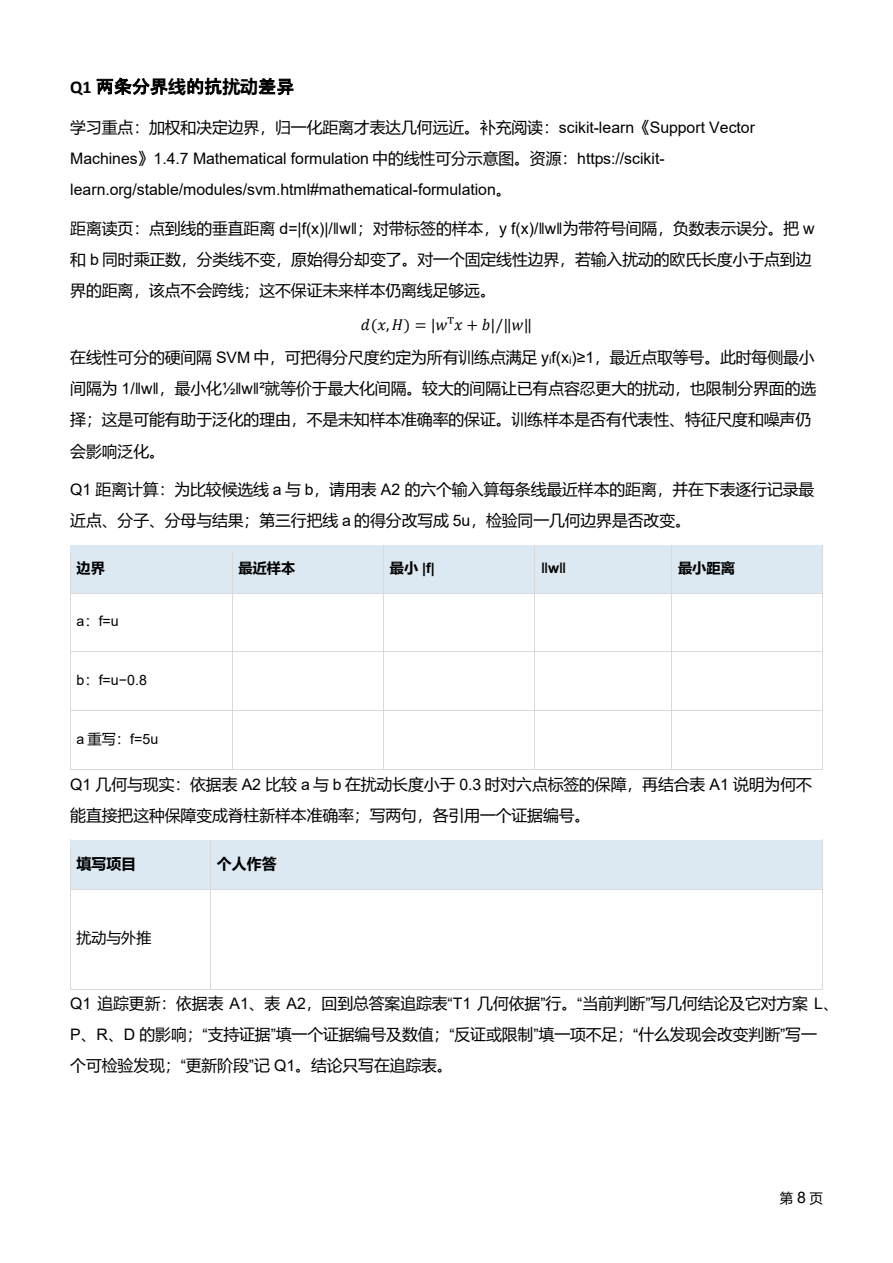 Q1 两条分界线的抗扰动差异
学习重点：加权和决定边界，归一化距离才表达几何远近。补充阅读：scikit-learn《Support Vector
Machines》1.4.7 Mathematical formulation 中的线性可分示意图。资源：https://scikit-
learn.org/stable/modules/svm.html#mathematical-formulation。
距离读页：点到线的垂直距离 d=|f(x)|/‖w‖；对带标签的样本，y f(x)/‖w‖为带符号间隔，负数表示误分。把 w
和 b 同时乘正数，分类线不变，原始得分却变了。对一个固定线性边界，若输入扰动的欧氏长度小于点到边
界的距离，该点不会跨线；这不保证未来样本仍离线足够远。
d(x, H) = |wᵀx + b|/‖w‖
在线性可分的硬间隔 SVM 中，可把得分尺度约定为所有训练点满足 yᵢf(xᵢ)≥1，最近点取等号。此时每侧最小
间隔为 1/‖w‖，最小化½‖w‖²就等价于最大化间隔。较大的间隔让已有点容忍更大的扰动，也限制分界面的选
择；这是可能有助于泛化的理由，不是未知样本准确率的保证。训练样本是否有代表性、特征尺度和噪声仍
会影响泛化。
Q1 距离计算：为比较候选线 a 与 b，请用表 A2 的六个输入算每条线最近样本的距离，并在下表逐行记录最
近点、分子、分母与结果；第三行把线 a 的得分改写成 5u，检验同一几何边界是否改变。
边界 最近样本 最小 |f| ‖w‖ 最小距离
a：f=u
b：f=u−0.8
a 重写：f=5u
Q1 几何与现实：依据表 A2 比较 a 与 b 在扰动长度小于 0.3 时对六点标签的保障，再结合表 A1 说明为何不
能直接把这种保障变成脊柱新样本准确率；写两句，各引用一个证据编号。
填写项目 个人作答
扰动与外推
Q1 追踪更新：依据表 A1、表 A2，回到总答案追踪表“T1 几何依据”行。“当前判断”写几何结论及它对方案 L、
P、R、D 的影响；“支持证据”填一个证据编号及数值；“反证或限制”填一项不足；“什么发现会改变判断”写一
个可检验发现；“更新阶段”记 Q1。结论只写在追踪表。
第 8 页